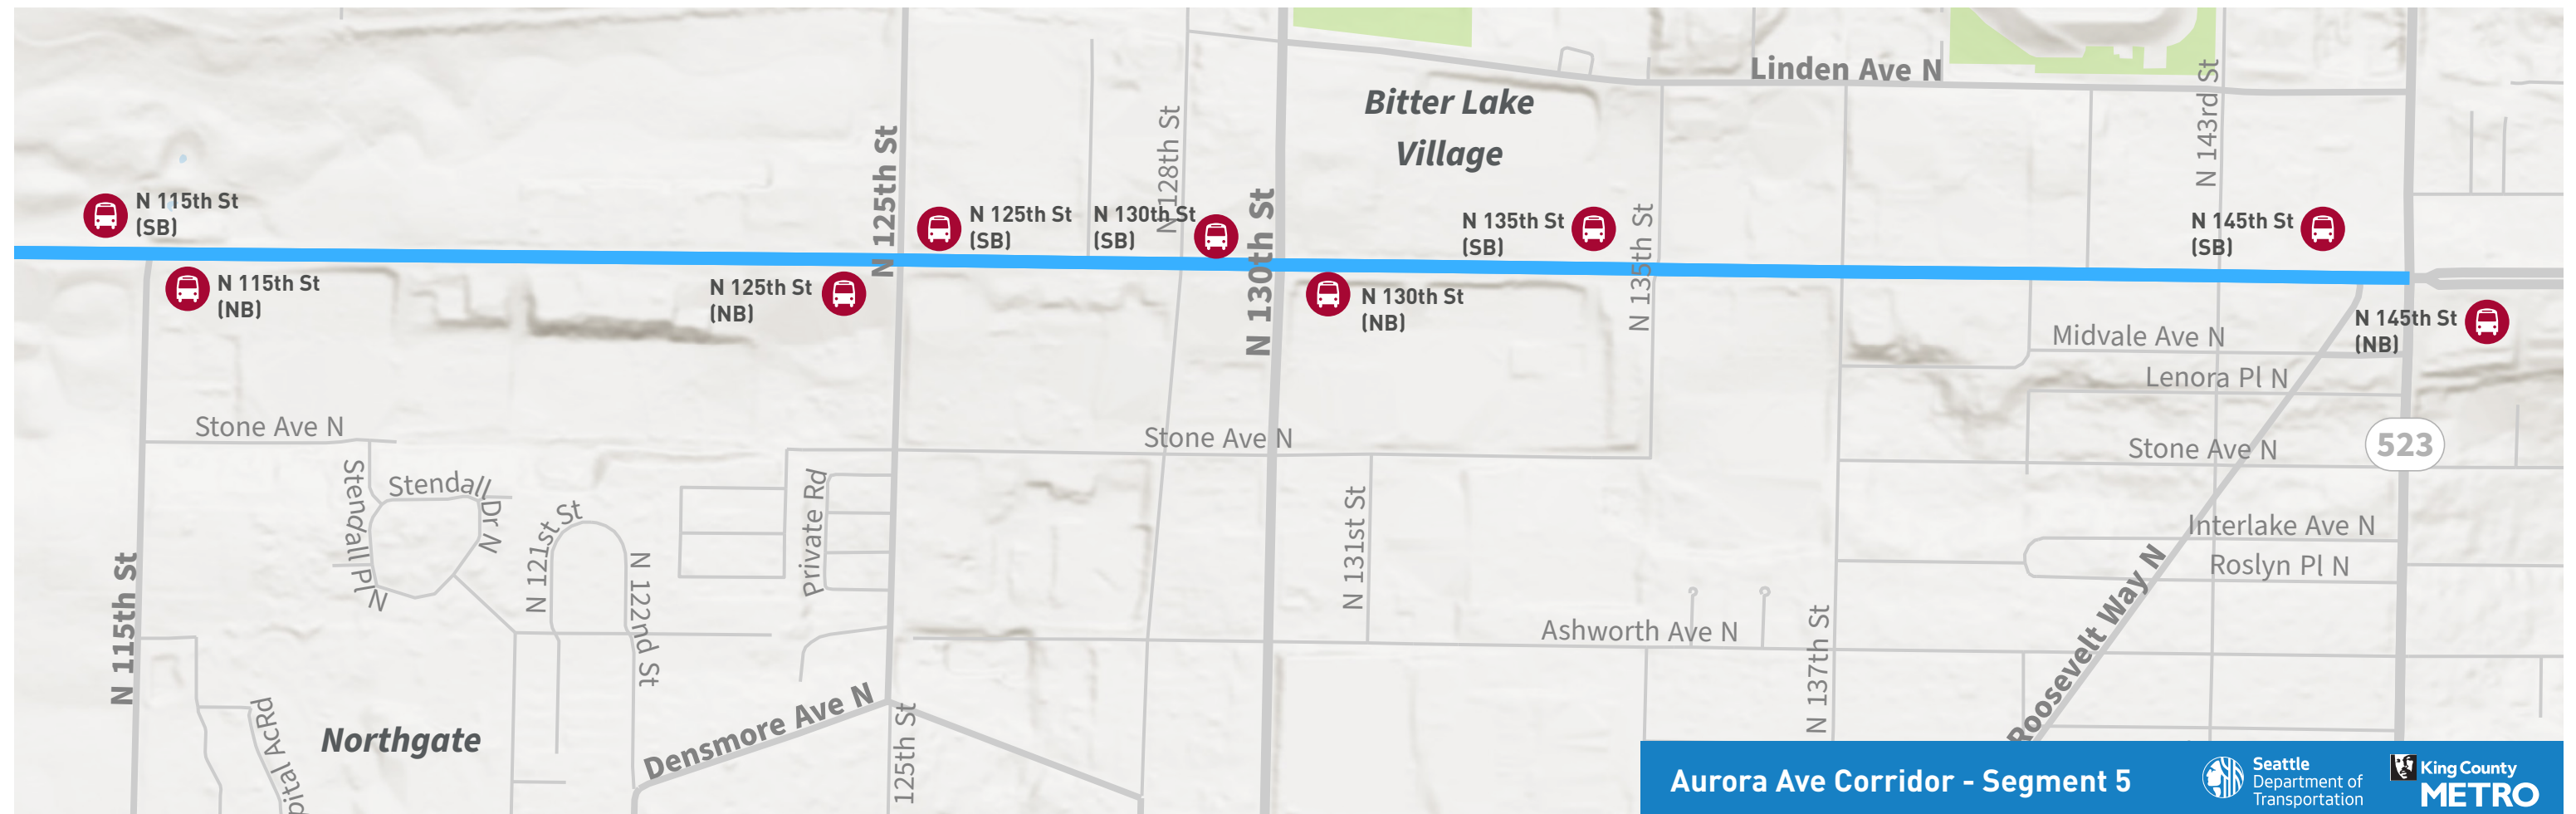 Linden Ave N
Bitter Lake
Village
N 125th St
N 128th St
N 130th St
N 135th St
N 143rd St
N 115th St
(SB)
N 125th St
(SB)
N 130th St
(SB)
N 135th St
(SB)
N 145th St
(SB)
N 115th St
(NB)
N 125th St
(NB)
N 130th St
(NB)
N 145th St
(NB)
Midvale Ave N
Lenora Pl N
Stone Ave N
Stone Ave N
Stone Ave N
523
Stendall Pl N
Stendall Dr N
N 121st St
N 122nd St
Private Rd
N 131st St
Interlake Ave N
Roslyn Pl N
Roosevelt Way N
Ashworth Ave N
N 137th St
N 115th St
pital AcRd
Northgate
Densmore Ave N
125th St
Aurora Ave Corridor - Segment 5
Seattle
Department of
Transportation
King County
METRO